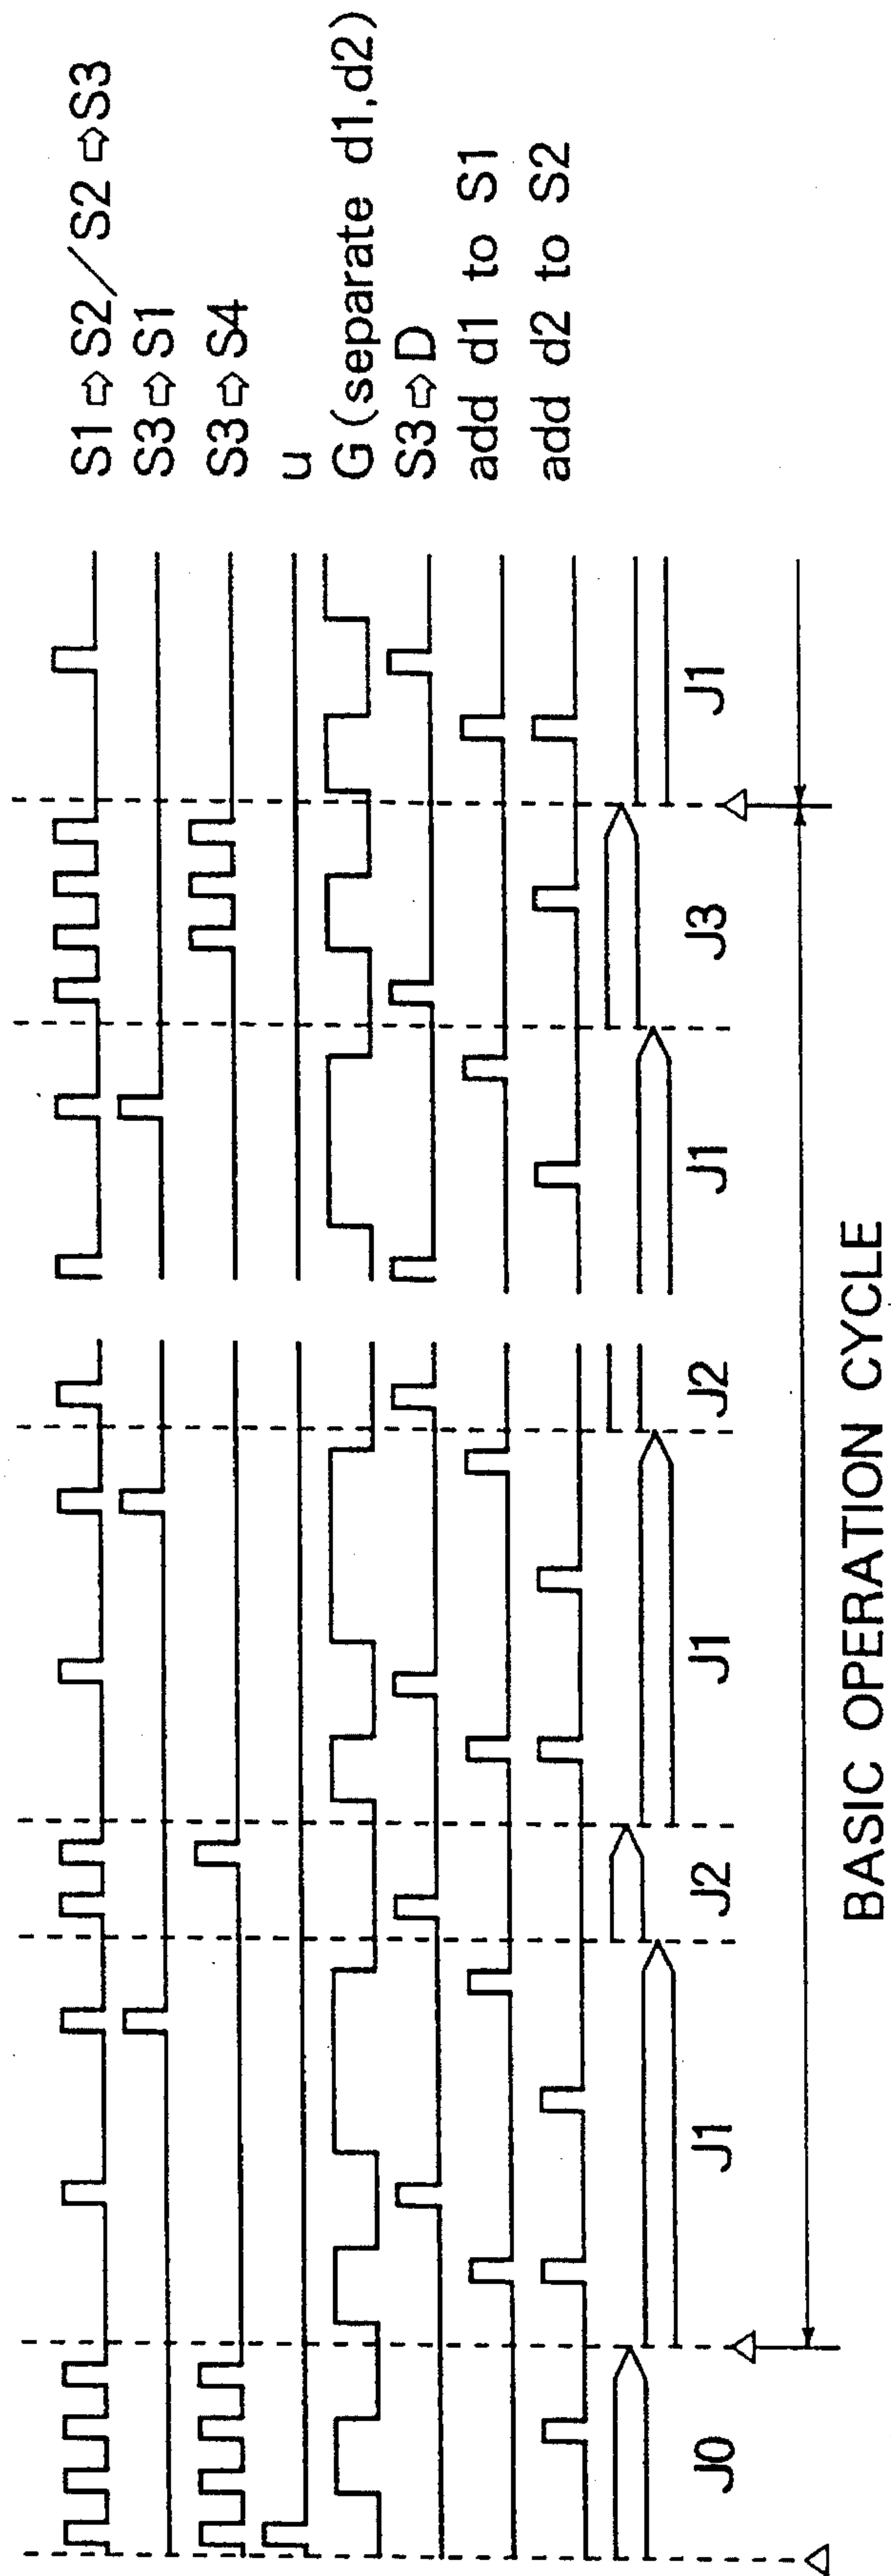 S1⇨S2/S2⇨S3
S3⇨S1
S3⇨S4
u
G(separate d1,d2)
S3⇨D
add d1 to S1
add d2 to S2
J0 J1 J2 J1 J2 J1 J3 J1
BASIC OPERATION CYCLE